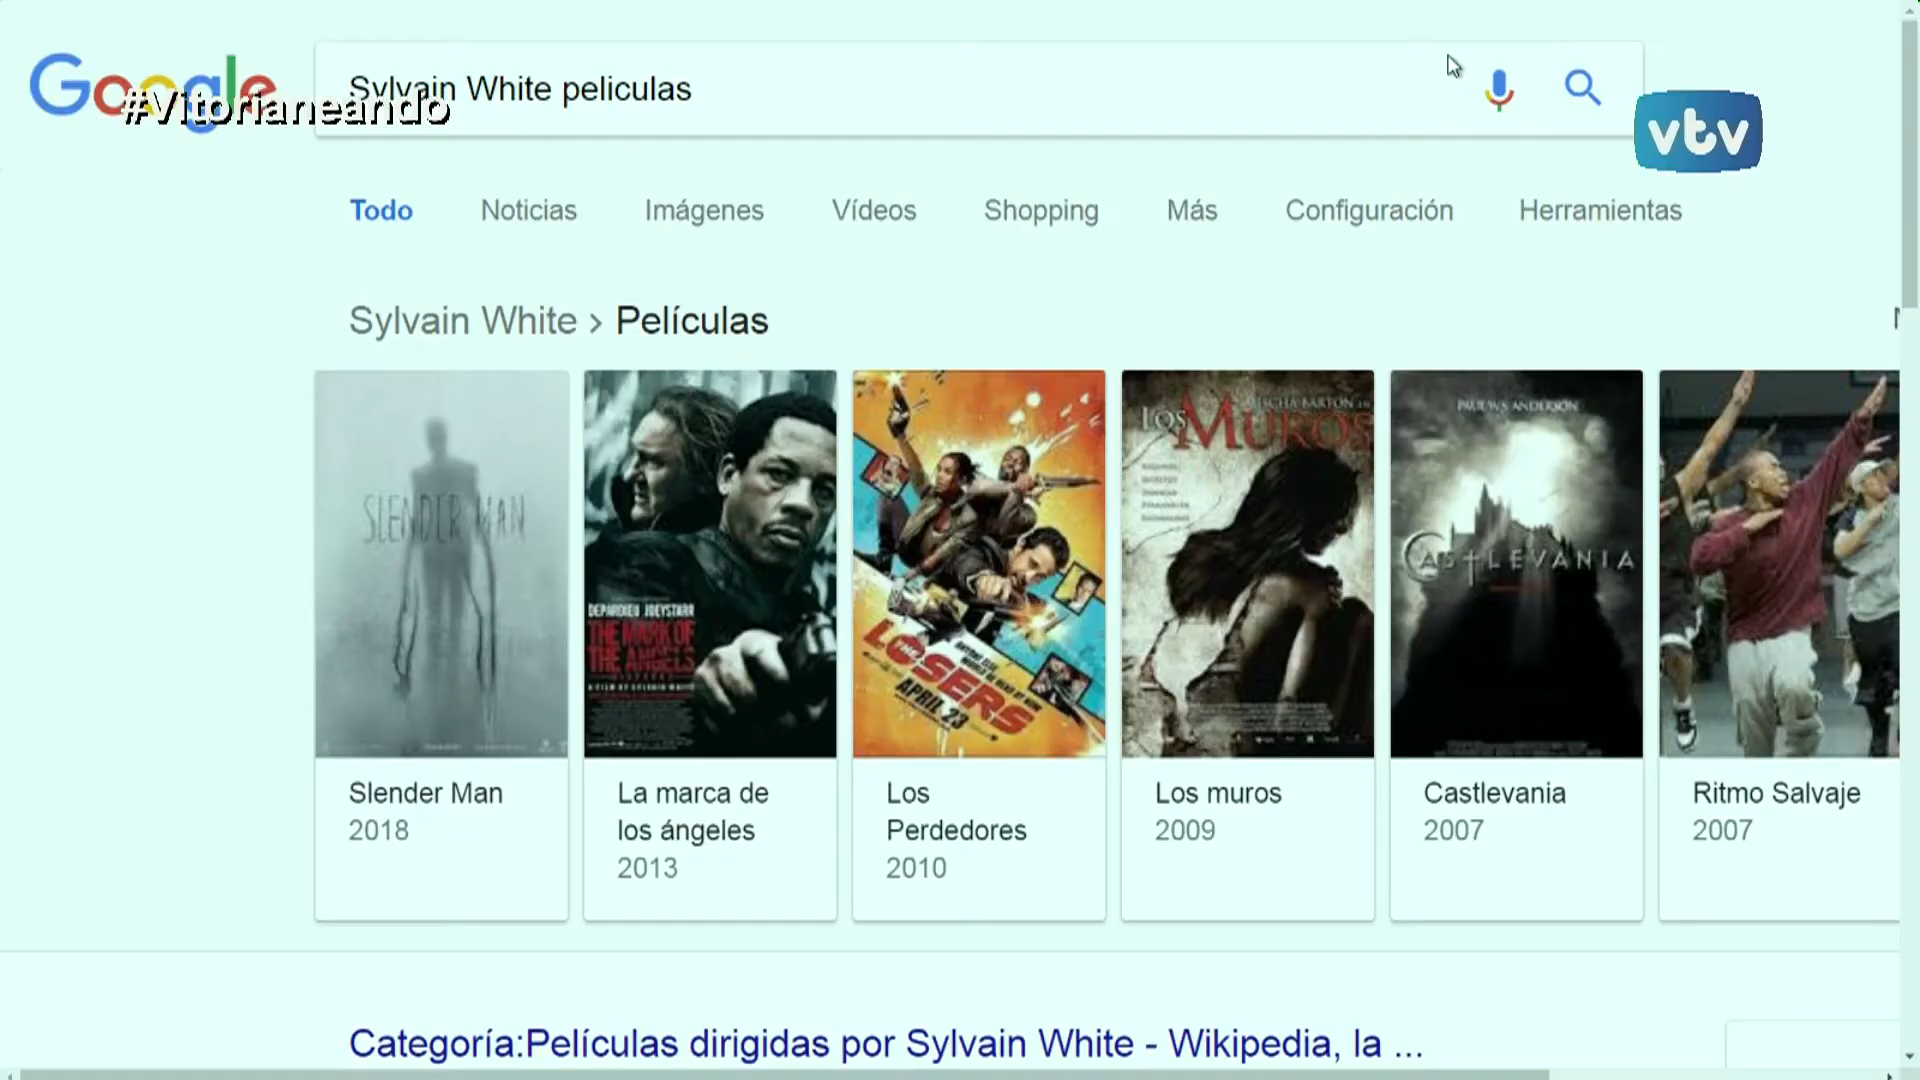 Google
#Vitorianeando
Sylvain White peliculas
vtv
Todo Noticias Imágenes Vídeos Shopping Más Configuración Herramientas
Sylvain White › Películas
SLENDER MAN
DEPARDIEU JOEYSTARR
THE MARK OF
THE ANGELS
THE LOSERS
APRIL 23
MISCHA BARTON
LOS MUROS
PAUL W.S. ANDERSON
CASTLEVANIA
Slender Man
2018
La marca de
los ángeles
2013
Los
Perdedores
2010
Los muros
2009
Castlevania
2007
Ritmo Salvaje
2007
Categoría:Películas dirigidas por Sylvain White - Wikipedia, la ...